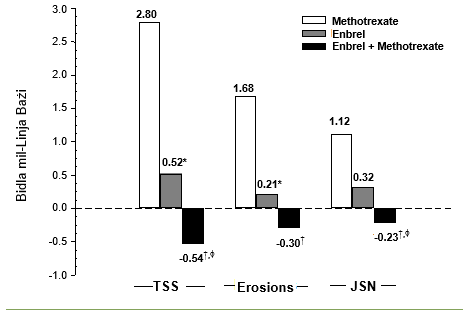 Bidla mil-Linja Bażi
3.0
2.5
2.0
1.5
1.0
0.5
0.0
-0.5
-1.0
Methotrexate
Enbrel
Enbrel + Methotrexate
2.80
0.52*
-0.54†,ϕ
1.68
0.21*
-0.30†
1.12
0.32
-0.23†,ϕ
TSS
Erosions
JSN